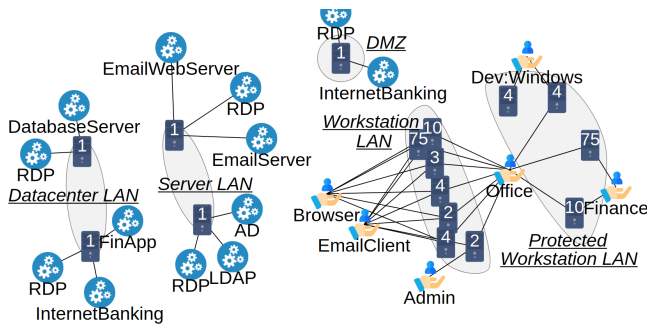 RDP
DMZ
1
InternetBanking
EmailWebServer
RDP
1
EmailServer
DatabaseServer
1
RDP
Datacenter LAN
Server LAN
1
AD
LDAP
RDP
1
FinApp
RDP
InternetBanking
Workstation
LAN
75
10
3
4
2
4
2
Browser
EmailClient
Admin
Office
Dev:Windows
4
4
75
10
Finance
Protected
Workstation LAN